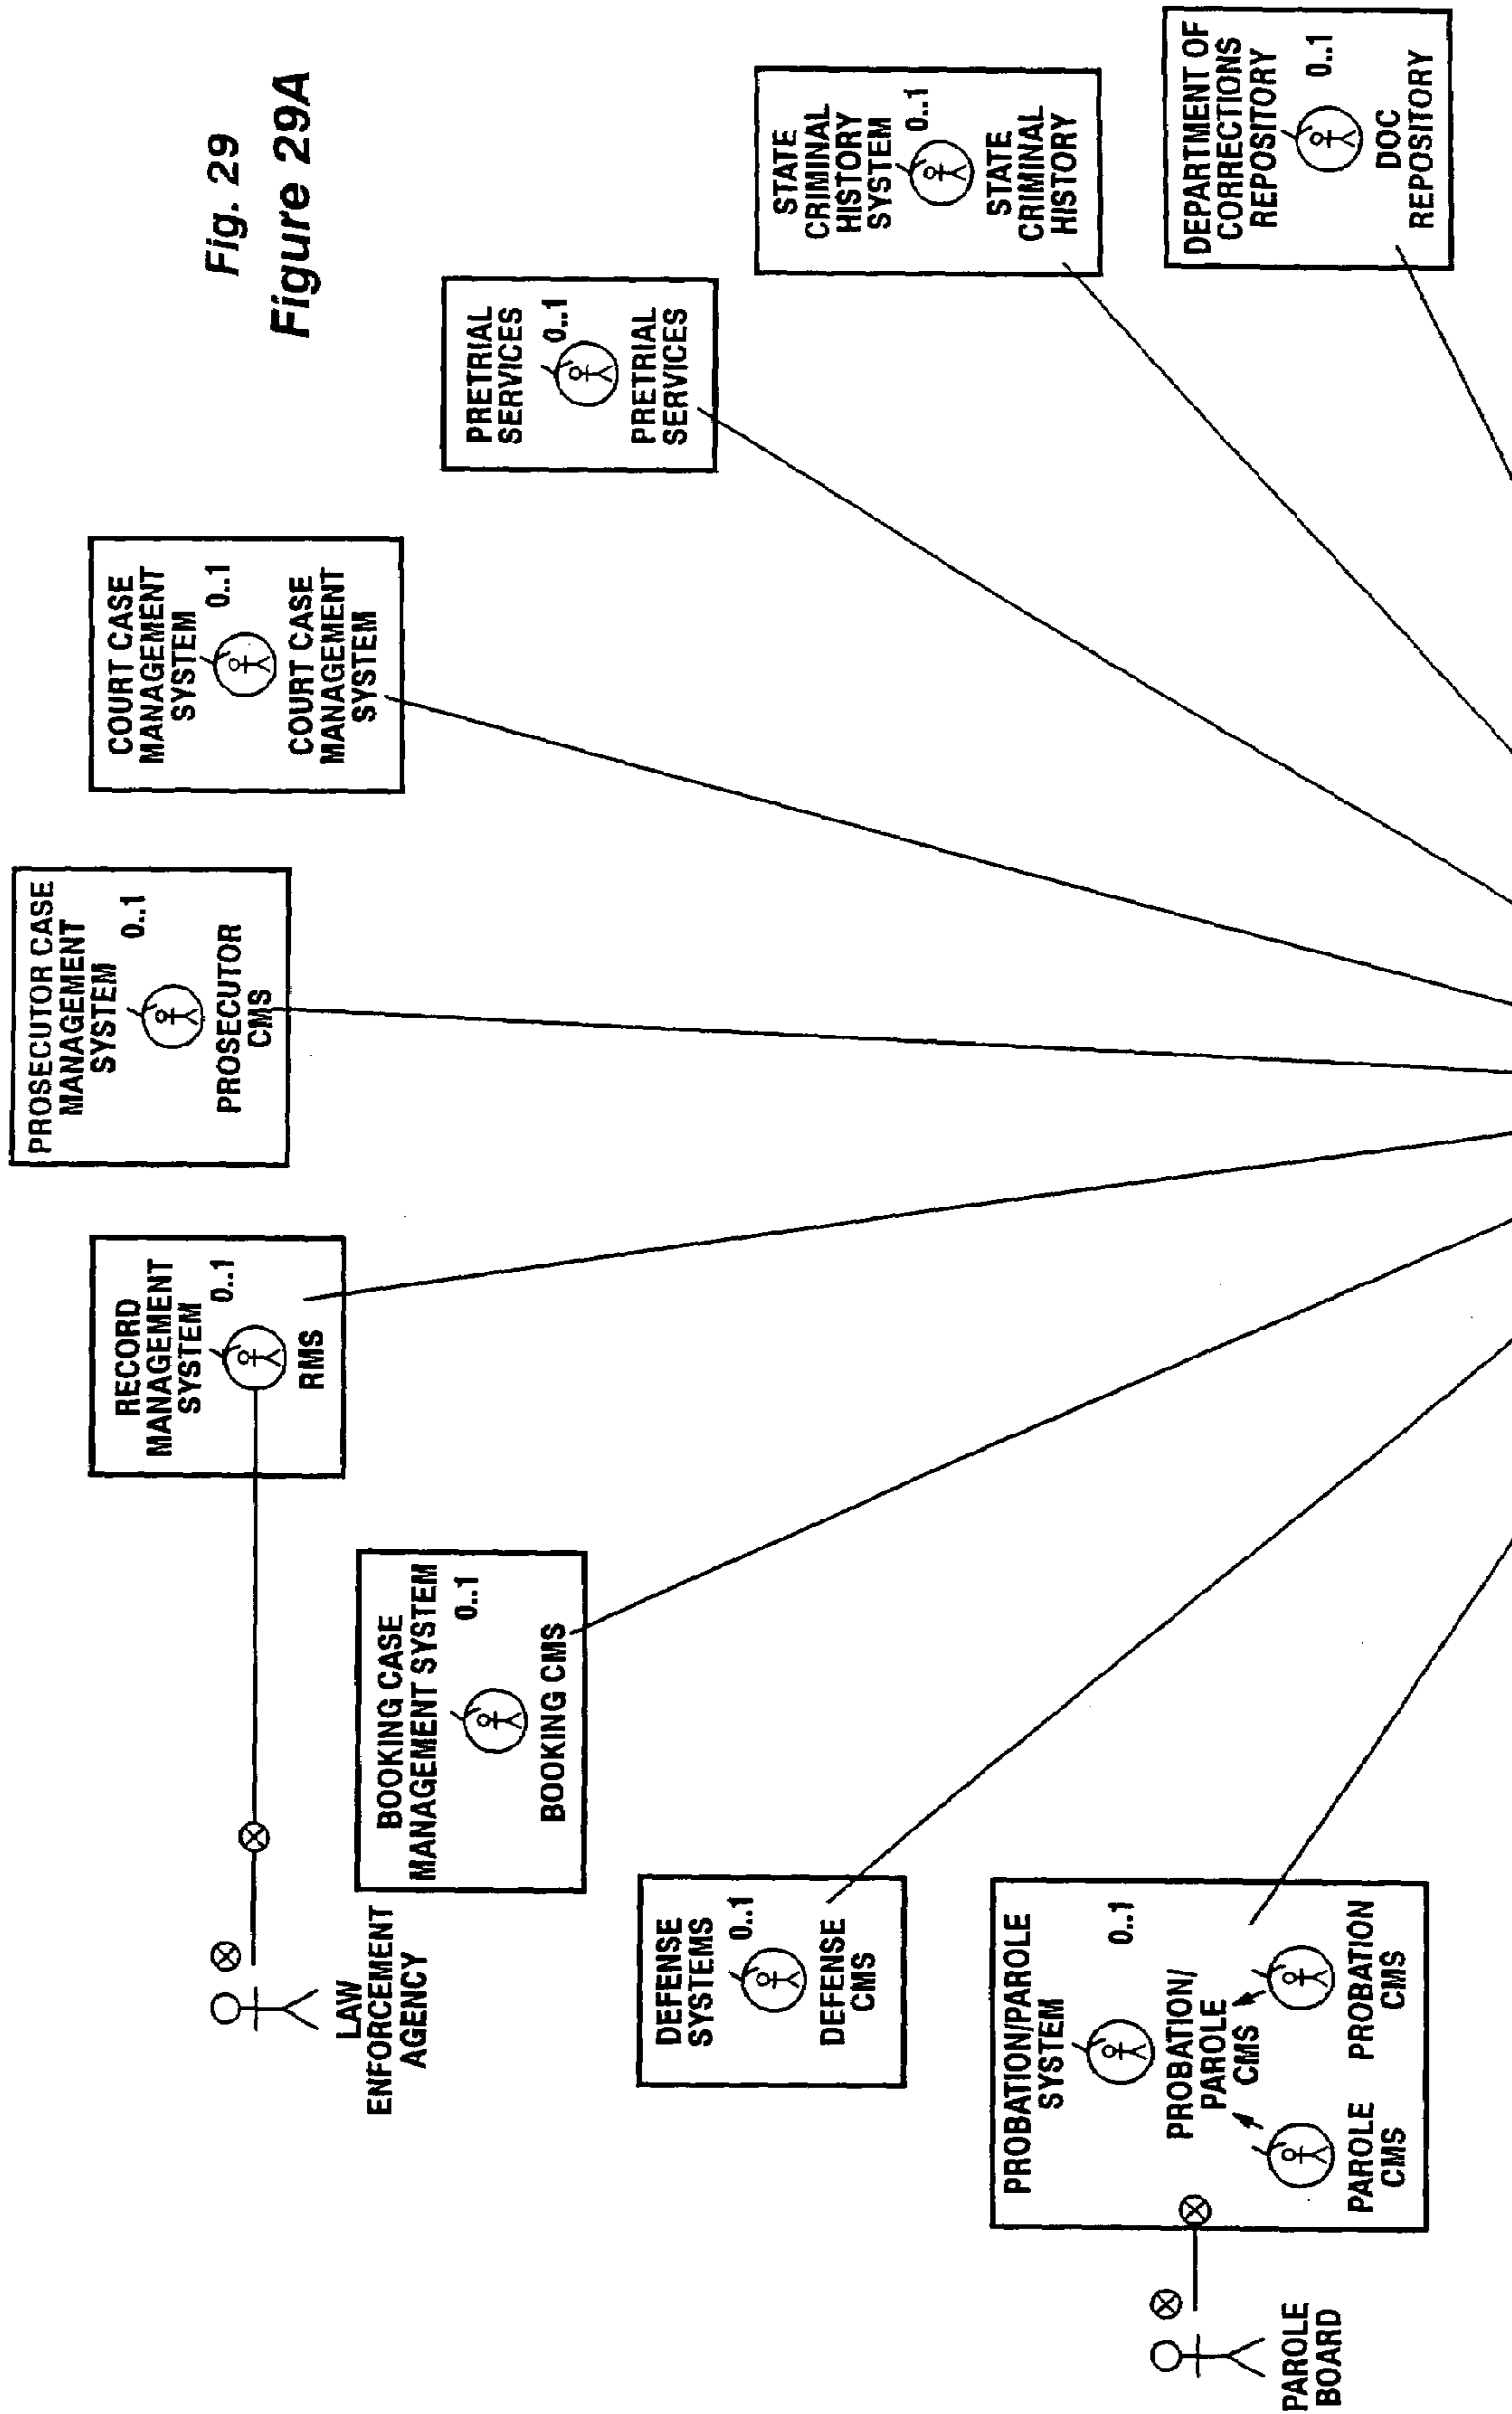 Fig. 29
Figure 29A
LAW
ENFORCEMENT
AGENCY
RECORD
MANAGEMENT
SYSTEM
0..1
RMS
PROSECUTOR CASE
MANAGEMENT
SYSTEM
0..1
PROSECUTOR
CMS
COURT CASE
MANAGEMENT
SYSTEM
0..1
COURT CASE
MANAGEMENT
SYSTEM
BOOKING CASE
MANAGEMENT SYSTEM
0..1
BOOKING CMS
PRETRIAL
SERVICES
0..1
PRETRIAL
SERVICES
DEFENSE
SYSTEMS
0..1
DEFENSE
CMS
STATE
CRIMINAL
HISTORY
SYSTEM
0..1
STATE
CRIMINAL
HISTORY
PAROLE
BOARD
PROBATION/PAROLE
SYSTEM
0..1
PROBATION/
PAROLE
CMS
PAROLE
CMS
PROBATION
CMS
DEPARTMENT OF
CORRECTIONS
REPOSITORY
0..1
DOC
REPOSITORY